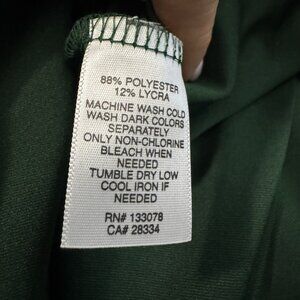 88% POLYESTER
12% LYCRA
MACHINE WASH COLD
WASH DARK COLORS
SEPARATELY
ONLY NON-CHLORINE
BLEACH WHEN
NEEDED
TUMBLE DRY LOW
COOL IRON IF
NEEDED
RN# 133078
CA# 28334